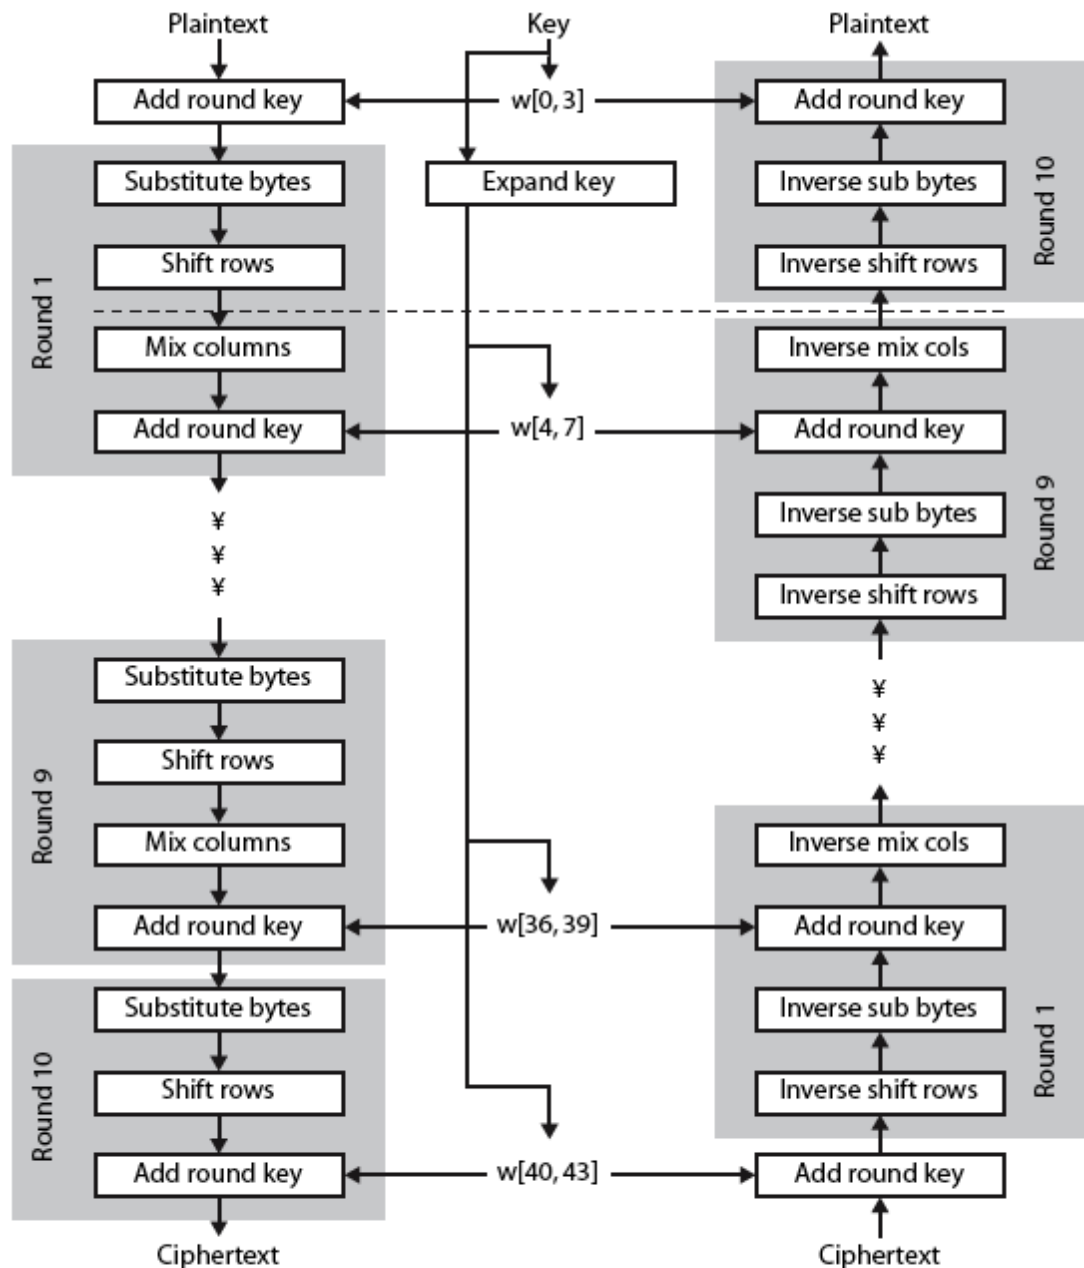 Plaintext
Key
Plaintext
Add round key
w[0, 3]
Add round key
Substitute bytes
Expand key
Inverse sub bytes
Round 10
Shift rows
Inverse shift rows
Round 1
Mix columns
Inverse mix cols
Add round key
w[4, 7]
Add round key
Inverse sub bytes
Round 9
Inverse shift rows
¥
¥
¥
Substitute bytes
¥
¥
¥
Shift rows
Round 9
Mix columns
Inverse mix cols
Add round key
w[36, 39]
Add round key
Substitute bytes
Inverse sub bytes
Round 1
Round 10
Shift rows
Inverse shift rows
Add round key
w[40, 43]
Add round key
Ciphertext
Ciphertext